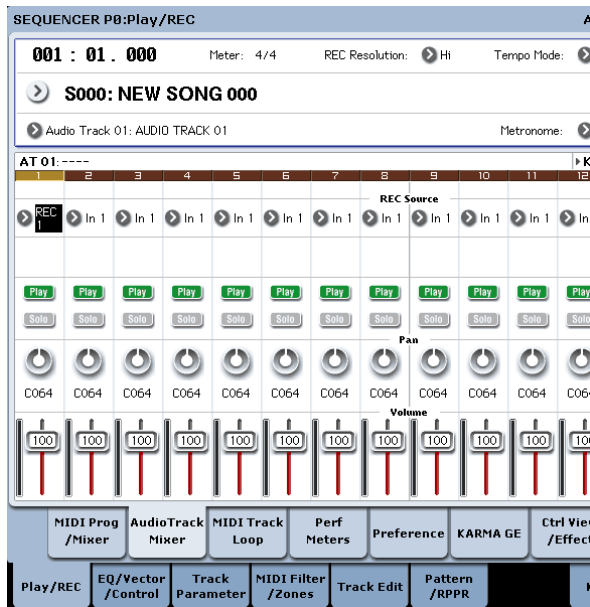 SEQUENCER P0:Play/REC
001 : 01 . 000 Meter: 4/4 REC Resolution: Hi Tempo Mode:
S000: NEW SONG 000
Audio Track 01: AUDIO TRACK 01 Metronome:
AT 01:----
1 2 3 4 5 6 7 8 9 10 11 12
REC Source
REC 1 In 1 In 1 In 1 In 1 In 1 In 1 In 1 In 1 In 1 In 1 In
Play Play Play Play Play Play Play Play Play Play Play Play
Solo Solo Solo Solo Solo Solo Solo Solo Solo Solo Solo Solo
Pan
C064 C064 C064 C064 C064 C064 C064 C064 C064 C064 C064 C06
Volume
100 100 100 100 100 100 100 100 100 100 100 10
MIDI Prog /Mixer AudioTrack Mixer MIDI Track Loop Perf Meters Preference KARMA GE Ctrl View /Effect
Play/REC EQ/Vector /Control Track Parameter MIDI Filter /Zones Track Edit Pattern /RPPR